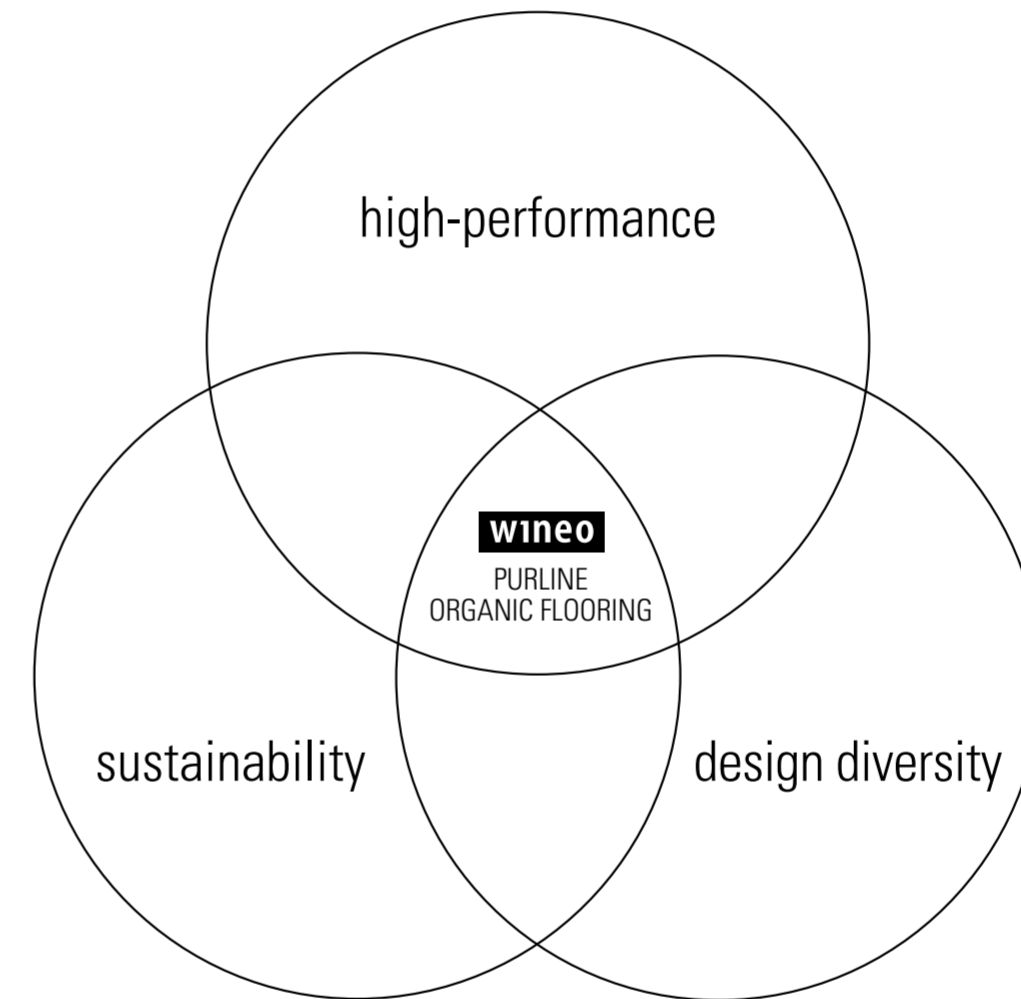 high-performance
wineo
PURLINE
ORGANIC FLOORING
sustainability
design diversity